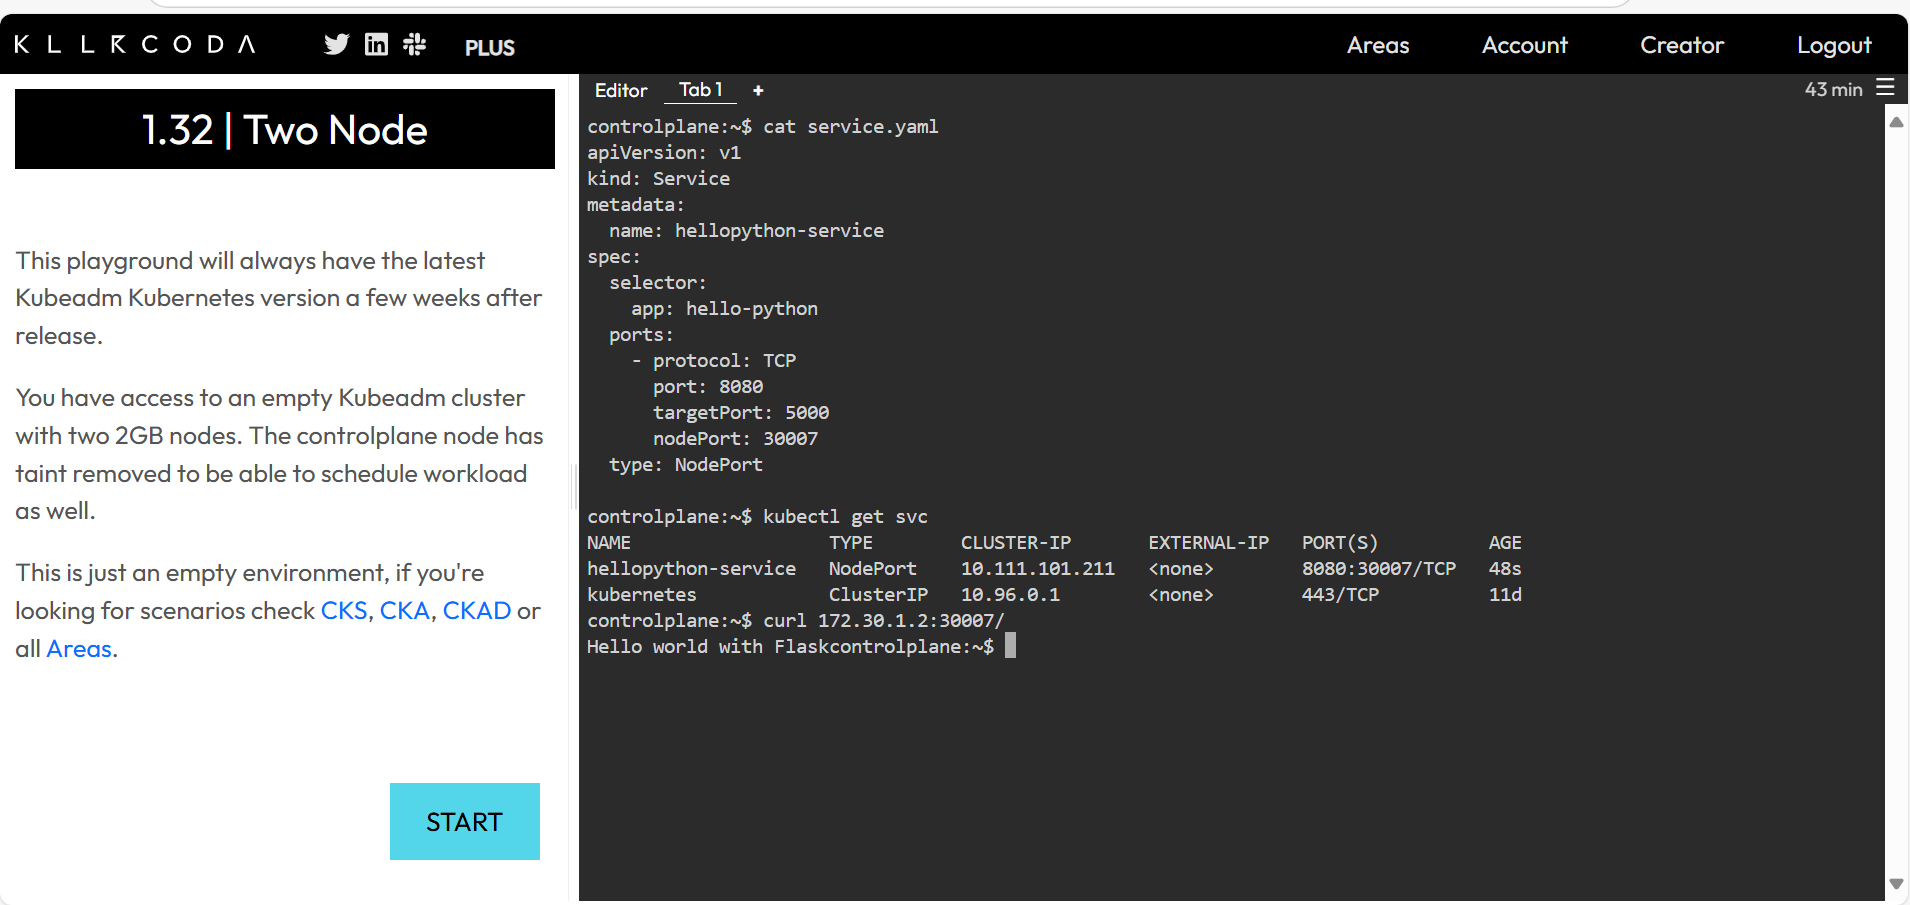 KLLRCODA
PLUS
Areas
Account
Creator
Logout
1.32 | Two Node
This playground will always have the latest
Kubeadm Kubernetes version a few weeks after
release.
You have access to an empty Kubeadm cluster
with two 2GB nodes. The controlplane node has
taint removed to be able to schedule workload
as well.
This is just an empty environment, if you're
looking for scenarios check CKS, CKA, CKAD or
all Areas.
START
Editor Tab 1 +
43 min
controlplane:~$ cat service.yaml
apiVersion: v1
kind: Service
metadata:
  name: hellopython-service
spec:
  selector:
    app: hello-python
  ports:
    - protocol: TCP
      port: 8080
      targetPort: 5000
      nodePort: 30007
  type: NodePort
controlplane:~$ kubectl get svc
NAME                  TYPE        CLUSTER-IP       EXTERNAL-IP   PORT(S)          AGE
hellopython-service   NodePort    10.111.101.211   <none>        8080:30007/TCP   48s
kubernetes            ClusterIP   10.96.0.1        <none>        443/TCP          11d
controlplane:~$ curl 172.30.1.2:30007/
Hello world with Flaskcontrolplane:~$